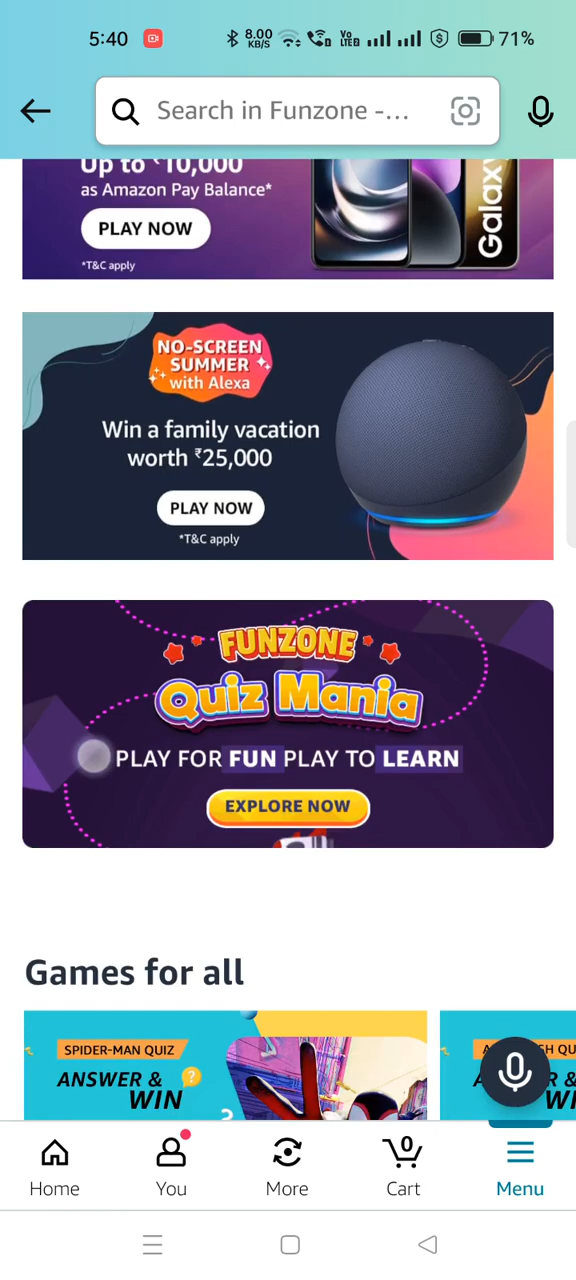 5:40 8.00 KB/S Vo LTE2 71%
Search in Funzone -...
Up to ₹10,000
as Amazon Pay Balance*
PLAY NOW
*T&C apply
Galaxy
NO-SCREEN
SUMMER
with Alexa
Win a family vacation
worth ₹25,000
PLAY NOW
*T&C apply
FUNZONE
Quiz Mania
PLAY FOR FUN PLAY TO LEARN
EXPLORE NOW
Games for all
SPIDER-MAN QUIZ
ANSWER &
WIN
Home You More 0 Cart Menu